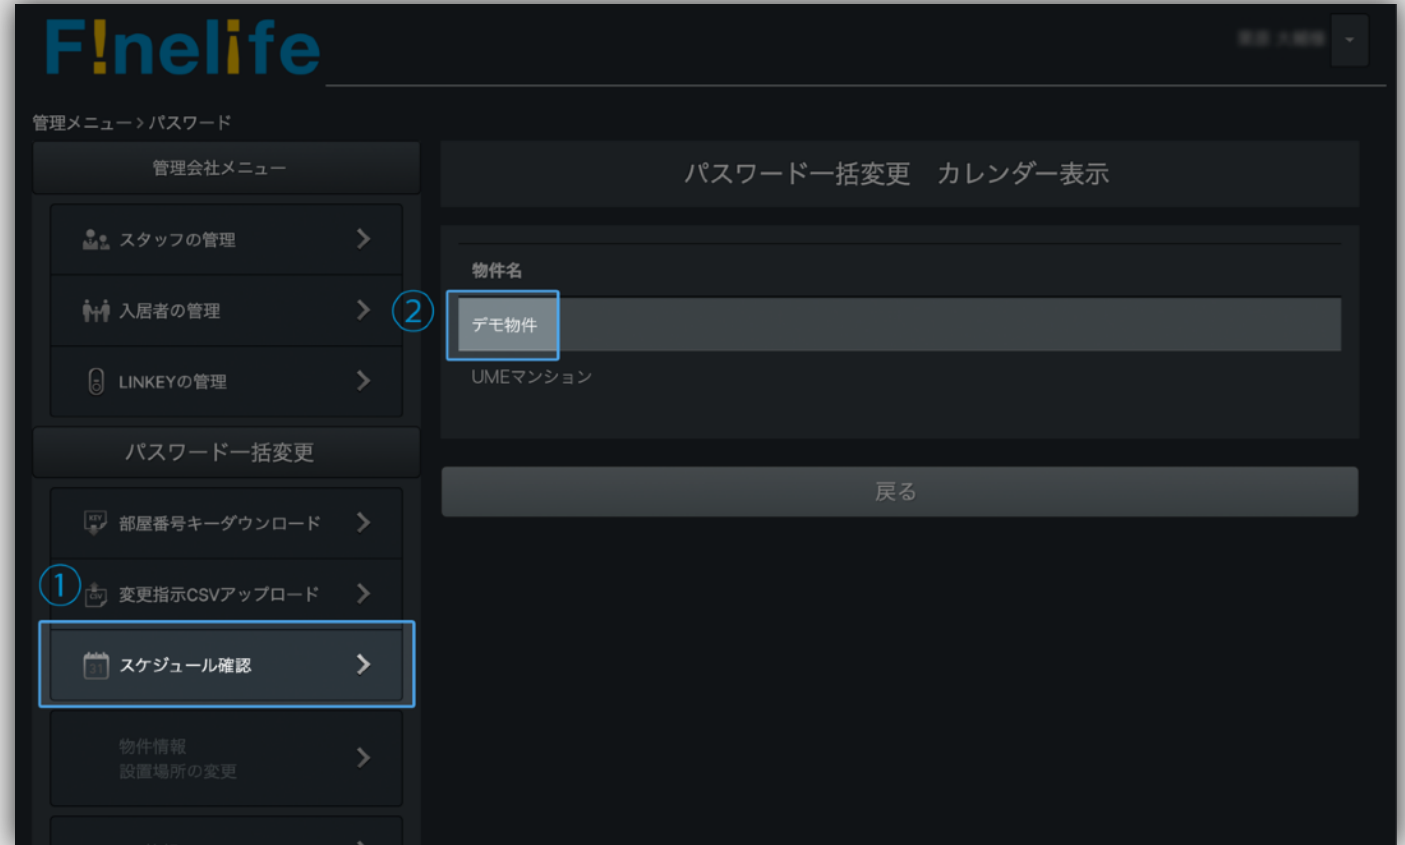 F!nelife
管理メニュー>パスワード
管理会社メニュー
スタッフの管理
入居者の管理
LINKEYの管理
パスワード一括変更
KEY
部屋番号キーダウンロード
①
CSV
変更指示CSVアップロード
31
スケジュール確認
物件情報
設置場所の変更
パスワード一括変更 カレンダー表示
物件名
②
デモ物件
UMEマンション
戻る